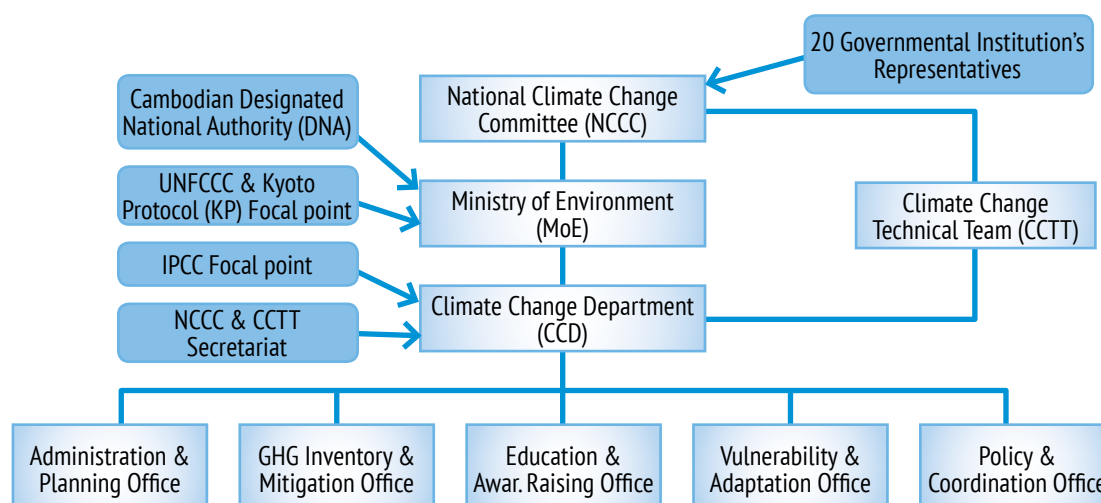 20 Governmental Institution's
Representatives
Cambodian Designated
National Authority (DNA)
National Climate Change
Committee (NCCC)
UNFCCC & Kyoto
Protocol (KP) Focal point
Ministry of Environment
(MoE)
Climate Change
Technical Team (CCTT)
IPCC Focal point
Climate Change Department
(CCD)
NCCC & CCTT
Secretariat
Administration &
Planning Office
GHG Inventory &
Mitigation Office
Education &
Awar. Raising Office
Vulnerability &
Adaptation Office
Policy &
Coordination Office